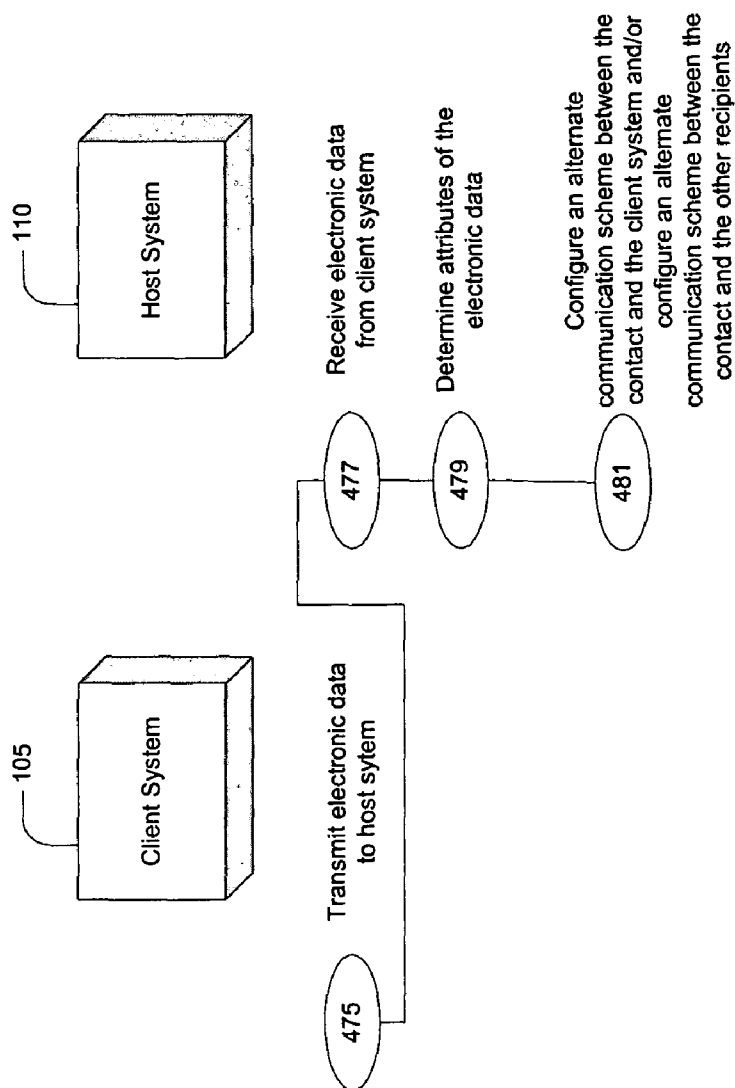 105
110
Client System
Host System
475
Transmit electronic data
to host sytem
477
Receive electronic data
from client system
479
Determine attributes of the
electronic data
481
Configure an alternate
communication scheme between the
contact and the client system and/or
configure an alternate
communication scheme between the
contact and the other recipients